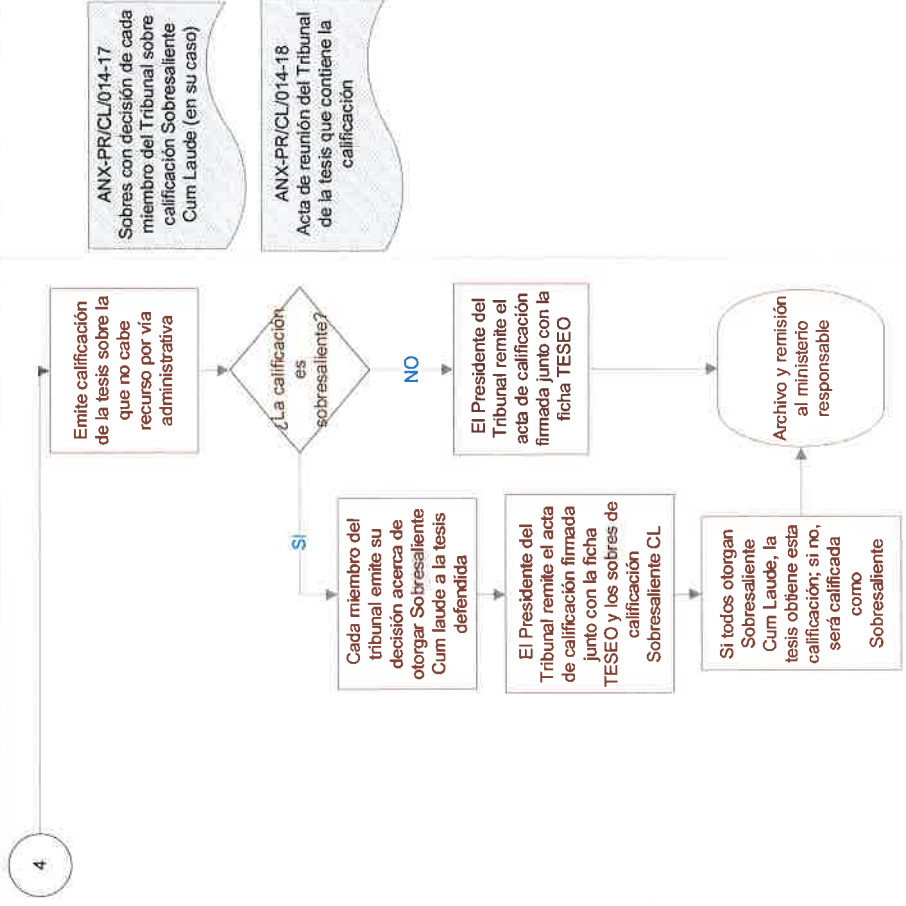 4
Emite calificación
de la tesis sobre la
que no cabe
recurso por vía
administrativa
¿La calificación
es
sobresaliente?
SI
NO
Cada miembro del
tribunal emite su
decisión acerca de
otorgar Sobresaliente
Cum laude a la tesis
defendida
El Presidente del
Tribunal remite el
acta de calificación
firmada junto con la
ficha TESEO
El Presidente del
Tribunal remite el acta
de calificación firmada
junto con la ficha
TESEO y los sobres de
calificación
Sobresaliente CL
Si todos otorgan
Sobresaliente
Cum Laude, la
tesis obtiene esta
calificación; si no,
será calificada
como
Sobresaliente
Archivo y remisión
al ministerio
responsable
ANX-PR/CL/014-17
Sobres con decisión de cada
miembro del Tribunal sobre
calificación Sobresaliente
Cum Laude (en su caso)
ANX-PR/CL/014-18
Acta de reunión del Tribunal
de la tesis que contiene la
calificación